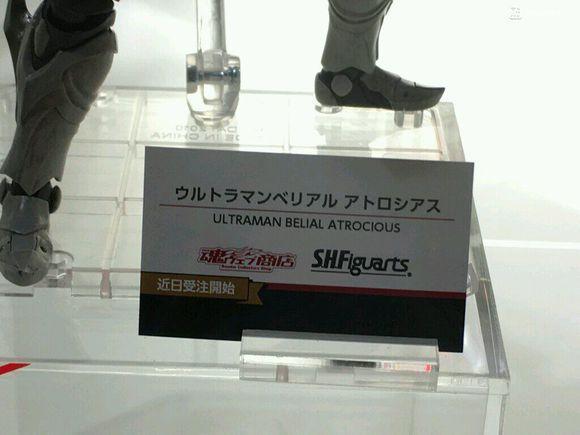 ウルトラマンベリアル アトロシアス
ULTRAMAN BELIAL ATROCIOUS
魂ウェブ商店
S.H.Figuarts®
近日受注開始